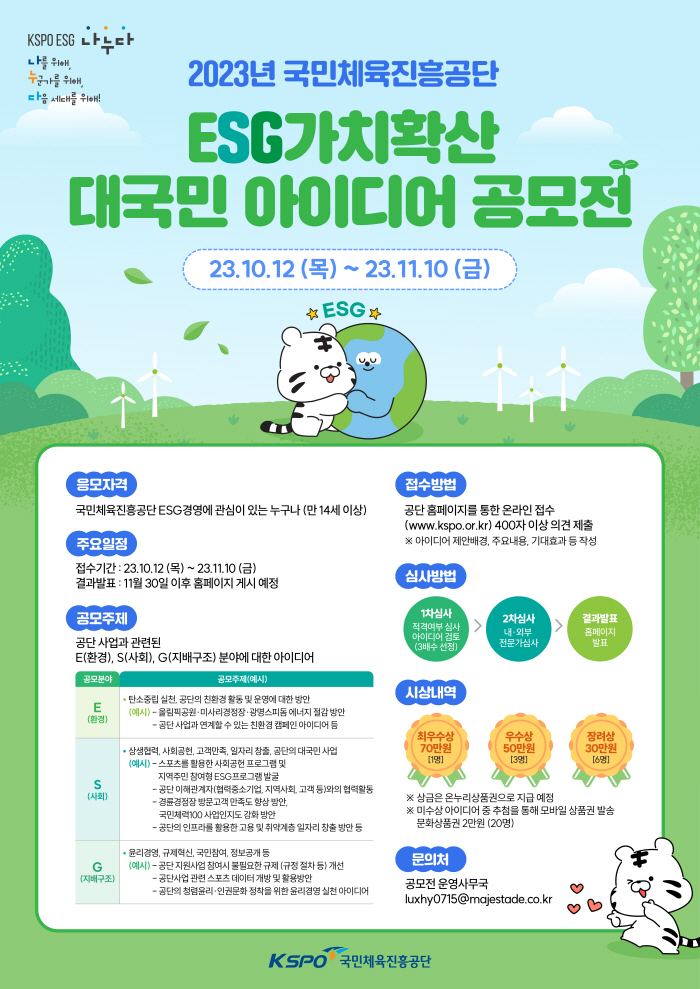 KSPO ESG 나누다
나를 위해,
누군가를 위해,
다음 세대를 위해!
2023년 국민체육진흥공단
ESG가치확산
대국민 아이디어 공모전
23.10.12 (목) ~ 23.11.10 (금)
ESG
응모자격
국민체육진흥공단 ESG경영에 관심이 있는 누구나 (만 14세 이상)
주요일정
접수기간 : 23.10.12 (목) ~ 23.11.10 (금)
결과발표 : 11월 30일 이후 홈페이지 게시 예정
공모주제
공단 사업과 관련된
E(환경), S(사회), G(지배구조) 분야에 대한 아이디어
공모분야 공모주제(예시)
E
(환경)
• 탄소중립 실천, 공단의 친환경 활동 및 운영에 대한 방안
(예시) - 올림픽공원·미사리경정장·광명스피돔 에너지 절감 방안
- 공단 사업과 연계할 수 있는 친환경 캠페인 아이디어 등
S
(사회)
• 상생협력, 사회공헌, 고객만족, 일자리 창출, 공단의 대국민 사업
(예시) - 스포츠를 활용한 사회공헌 프로그램 및
지역주민 참여형 ESG프로그램 발굴
- 공단 이해관계자(협력중소기업, 지역사회, 고객 등)와의 협력활동
- 경륜경정장 방문고객 만족도 향상 방안,
국민체력100 사업인지도 강화 방안
- 공단의 인프라를 활용한 고용 및 취약계층 일자리 창출 방안 등
G
(지배구조)
• 윤리경영, 규제혁신, 국민참여, 정보공개 등
(예시) - 공단 지원사업 참여시 불필요한 규제 (규정 절차 등) 개선
- 공단사업 관련 스포츠 데이터 개방 및 활용방안
- 공단의 청렴윤리·인권문화 정착을 위한 윤리경영 실천 아이디어
접수방법
공단 홈페이지를 통한 온라인 접수
(www.kspo.or.kr) 400자 이상 의견 제출
※ 아이디어 제안배경, 주요내용, 기대효과 등 작성
심사방법
1차심사
적격여부 심사
아이디어 검토
(3배수 선정)
2차심사
내·외부
전문가심사
결과발표
홈페이지
발표
시상내역
최우수상
70만원
[1명]
우수상
50만원
[3명]
장려상
30만원
[6명]
※ 상금은 온누리상품권으로 지급 예정
※ 미수상 아이디어 중 추첨을 통해 모바일 상품권 발송
문화상품권 2만원 (20명)
문의처
공모전 운영사무국
luxhy0715@majestade.co.kr
KSPO 국민체육진흥공단